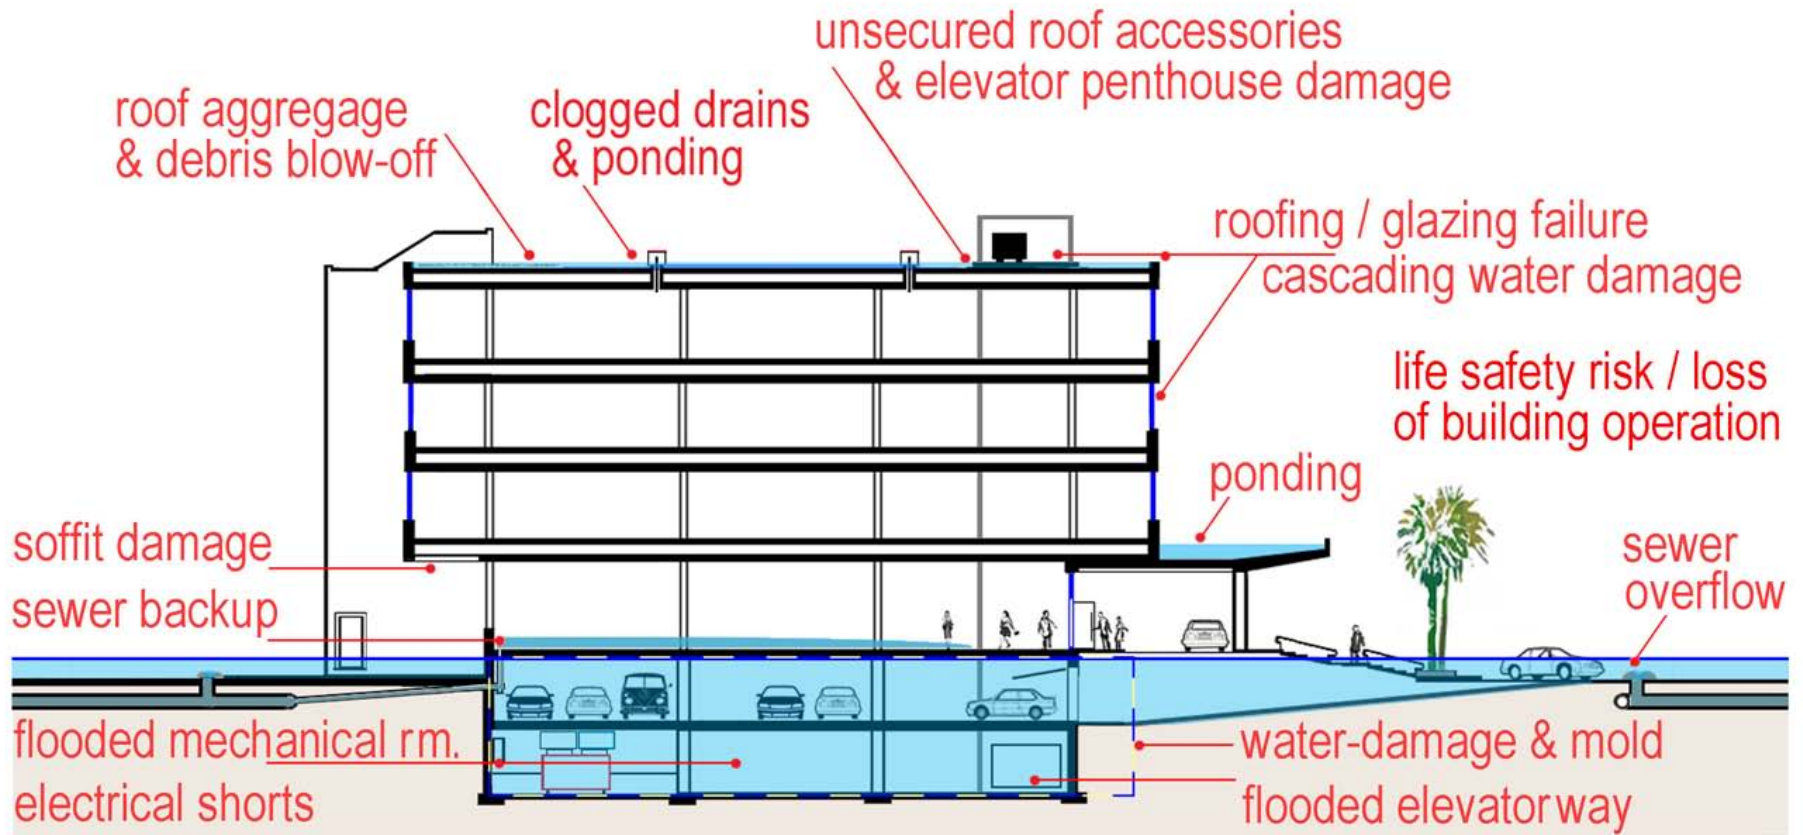 unsecured roof accessories
& elevator penthouse damage
roof aggregage
& debris blow-off
clogged drains
& ponding
roofing / glazing failure
cascading water damage
life safety risk / loss
of building operation
ponding
soffit damage
sewer backup
sewer
overflow
flooded mechanical rm.
electrical shorts
water-damage & mold
flooded elevatorway